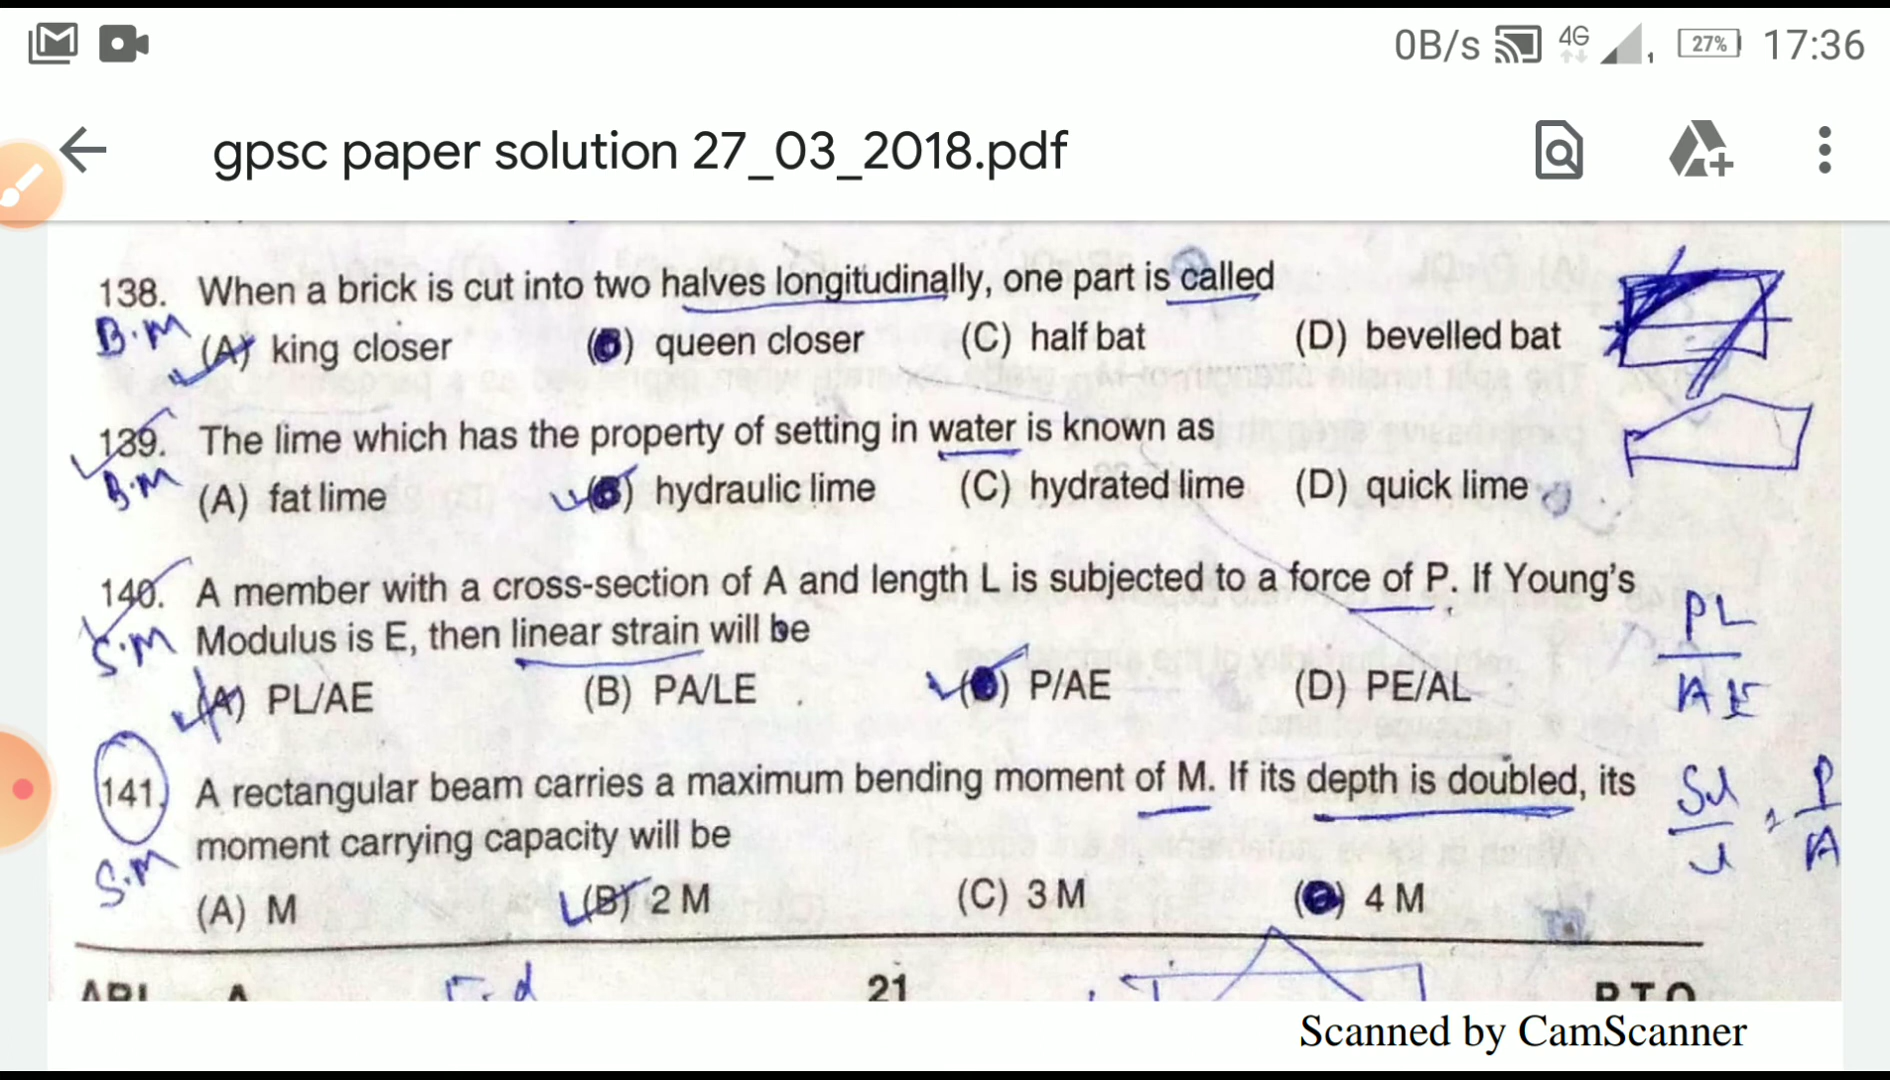 0B/s 4G 27% 17:36
gpsc paper solution 27_03_2018.pdf
138. When a brick is cut into two halves longitudinally, one part is called
B.M
(A) king closer (B) queen closer (C) half bat (D) bevelled bat
139. The lime which has the property of setting in water is known as
B.M
(A) fat lime (B) hydraulic lime (C) hydrated lime (D) quick lime
140. A member with a cross-section of A and length L is subjected to a force of P. If Young's
S.M Modulus is E, then linear strain will be
PL
AE
(A) PL/AE (B) PA/LE (C) P/AE (D) PE/AL
141. A rectangular beam carries a maximum bending moment of M. If its depth is doubled, its
moment carrying capacity will be
P
A
S.M
(A) M (B) 2 M (C) 3 M (D) 4 M
21 P.T.O
Scanned by CamScanner